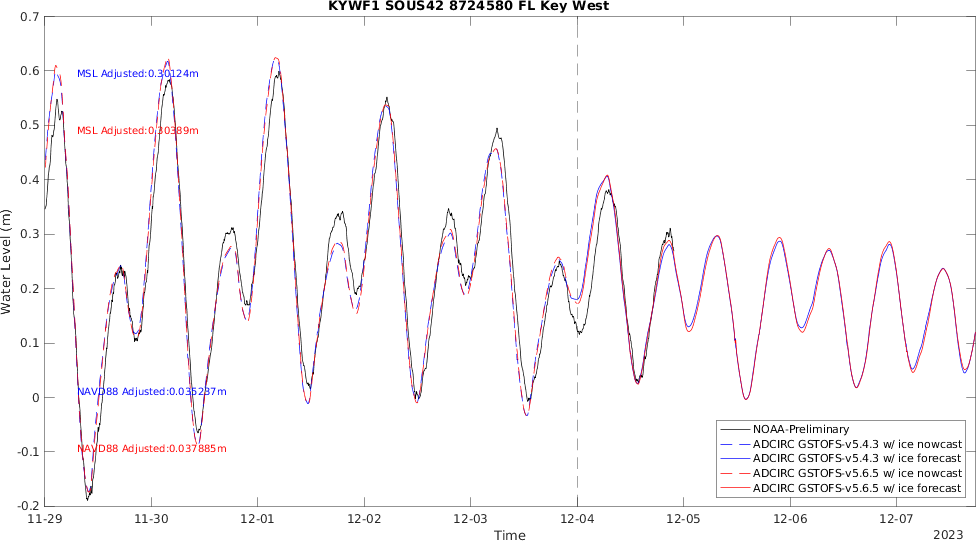 KYWF1 SOUS42 8724580 FL Key West
0.7
0.6
0.5
0.4
0.3
0.2
0.1
0
-0.1
-0.2
Water Level (m)
MSL Adjusted:0.30124m
MSL Adjusted:0.30389m
NAVD88 Adjusted:0.035237m
NAVD88 Adjusted:0.037885m
NOAA-Preliminary
ADCIRC GSTOFS-v5.4.3 w/ ice nowcast
ADCIRC GSTOFS-v5.4.3 w/ ice forecast
ADCIRC GSTOFS-v5.6.5 w/ ice nowcast
ADCIRC GSTOFS-v5.6.5 w/ ice forecast
11-29 11-30 12-01 12-02 12-03 12-04 12-05 12-06 12-07
Time
2023